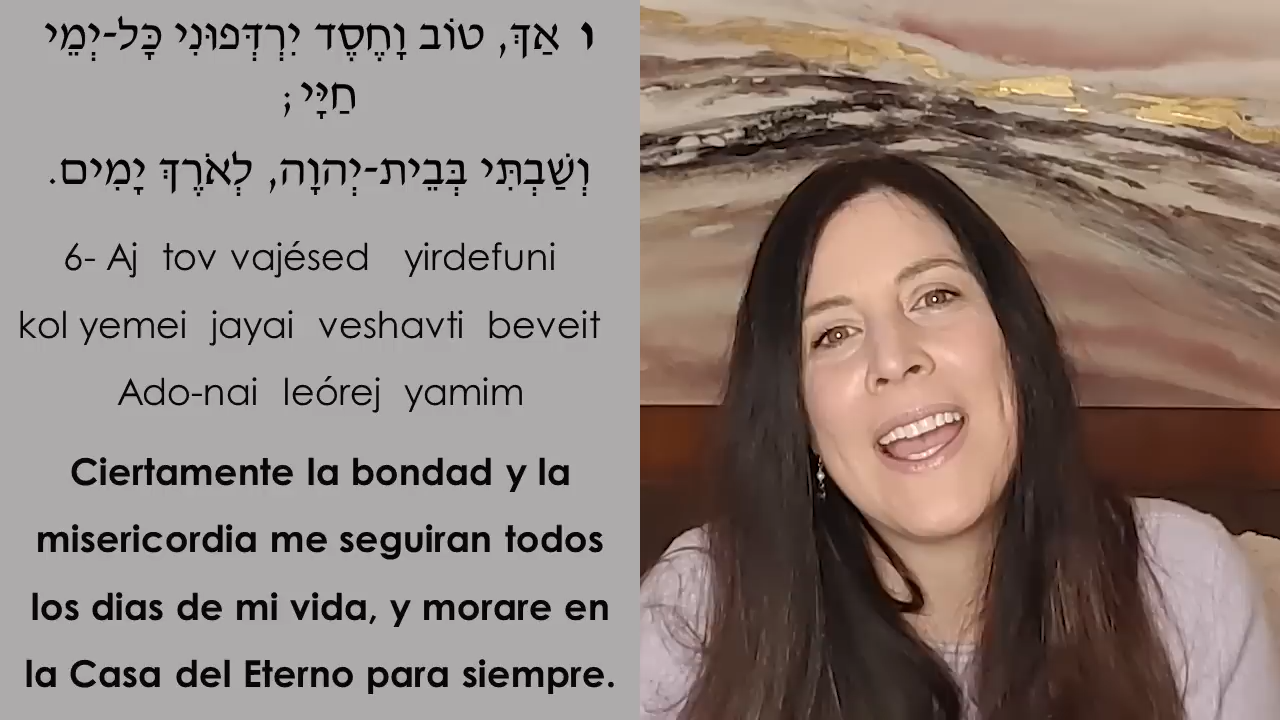 ו אַךְ, טוֹב וָחֶסֶד יִרְדְּפוּנִי כָּל-יְמֵי
חַיָּי;
וְשַׁבְתִּי בְּבֵית-יְהוָה, לְאֹרֶךְ יָמִים.
6- Aj tov vajésed yirdefuni
kol yemei jayai veshavti beveit
Ado-nai leórej yamim
Ciertamente la bondad y la
misericordia me seguiran todos
los dias de mi vida, y morare en
la Casa del Eterno para siempre.